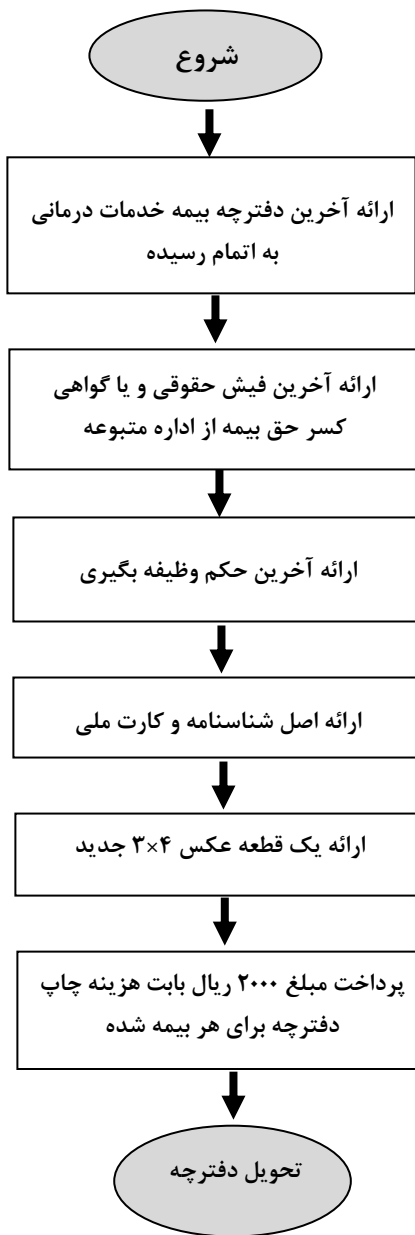 شروع
ارائه آخرین دفترچه بیمه خدمات درمانی
به اتمام رسیده
ارائه آخرین فیش حقوقی و یا گواهی
کسر حق بیمه از اداره متبوعه
ارائه آخرین حکم وظیفه بگیری
ارائه اصل شناسنامه و کارت ملی
ارائه یک قطعه عکس ۴×۳ جدید
پرداخت مبلغ ۲۰۰۰ ریال بابت هزینه چاپ
دفترچه برای هر بیمه شده
تحویل دفترچه